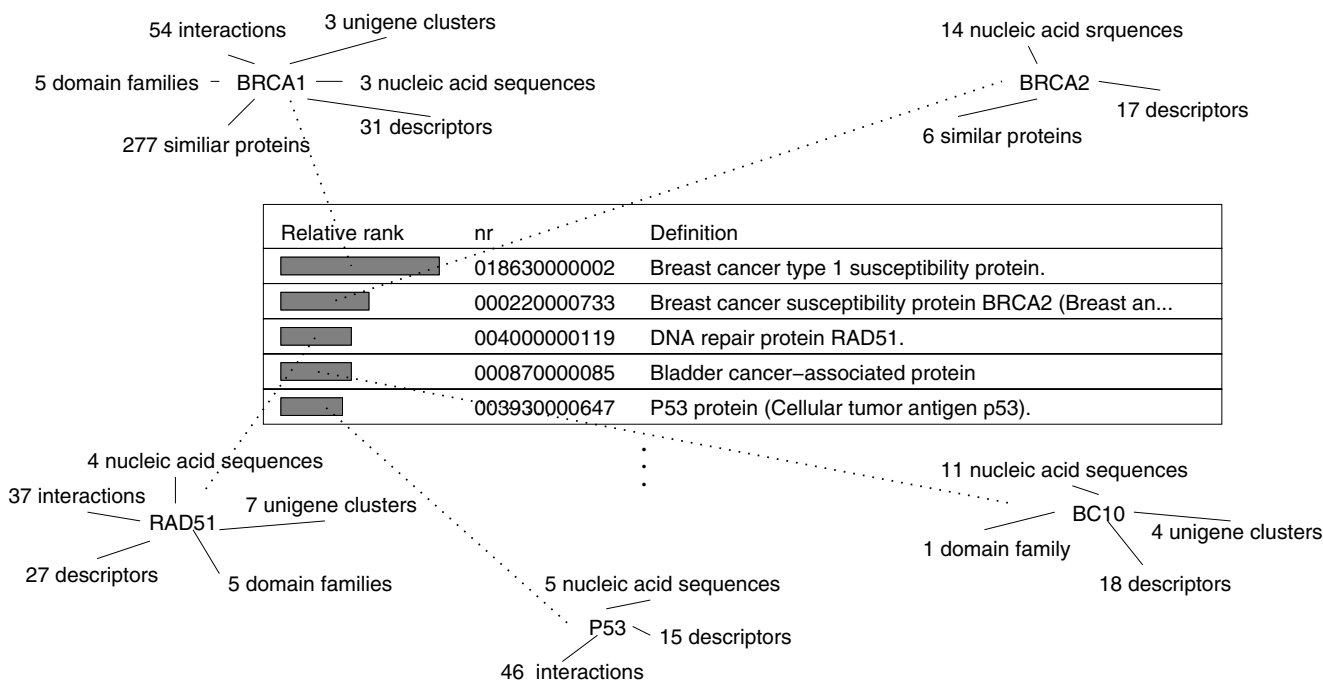 54 interactions
3 unigene clusters
5 domain families
BRCA1
3 nucleic acid sequences
31 descriptors
277 similiar proteins
14 nucleic acid srquences
BRCA2
17 descriptors
6 similar proteins
Relative rank nr Definition
018630000002 Breast cancer type 1 susceptibility protein.
000220000733 Breast cancer susceptibility protein BRCA2 (Breast an...
004000000119 DNA repair protein RAD51.
000870000085 Bladder cancer−associated protein
003930000647 P53 protein (Cellular tumor antigen p53).
4 nucleic acid sequences
37 interactions
7 unigene clusters
RAD51
27 descriptors
5 domain families
11 nucleic acid sequences
BC10
4 unigene clusters
1 domain family
18 descriptors
5 nucleic acid sequences
P53
15 descriptors
46 interactions